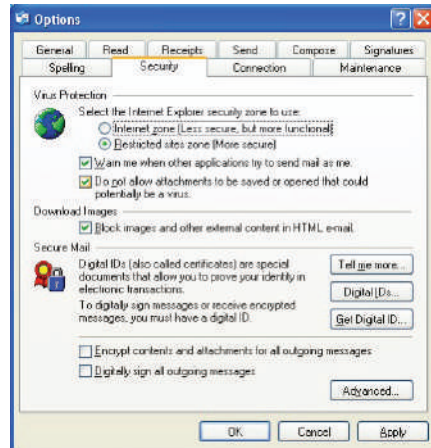 Options
General Read Receipts Send Compose Signatures
Spelling Security Connection Maintenance
Virus Protection
Select the Internet Explorer security zone to use:
Internet zone (Less secure, but more functional)
Restricted sites zone (More secure)
Warn me when other applications try to send mail as me.
Do not allow attachments to be saved or opened that could
potentially be a virus.
Download Images
Block images and other external content in HTML e-mail.
Secure Mail
Digital IDs (also called certificates) are special
documents that allow you to prove your identity in
electronic transactions.
Tell me more...
To digitally sign messages or receive encrypted
messages, you must have a digital ID.
Digital IDs...
Get Digital ID...
Encrypt contents and attachments for all outgoing messages
Digitally sign all outgoing messages
Advanced...
OK Cancel Apply